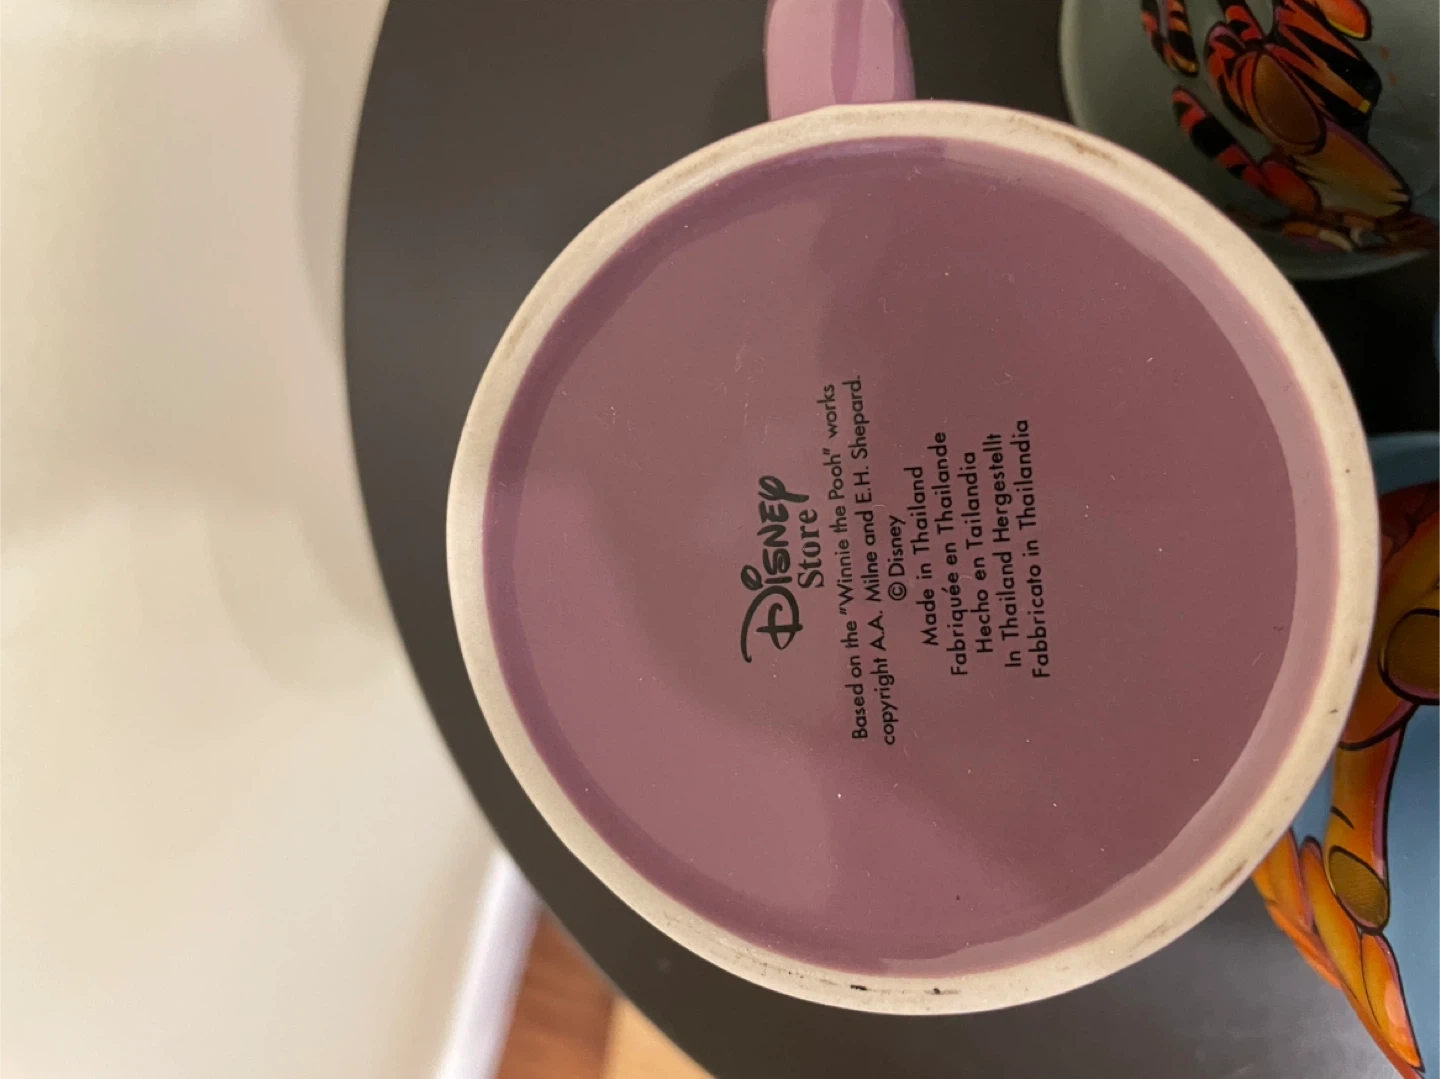 Disney
Store
Based on the "Winnie the Pooh" works
copyright A.A. Milne and E.H. Shepard.
© Disney
Made in Thailand
Fabriquée en Thailande
Hecho en Tailandia
In Thailand Hergestellt
Fabbricato in Thailandia